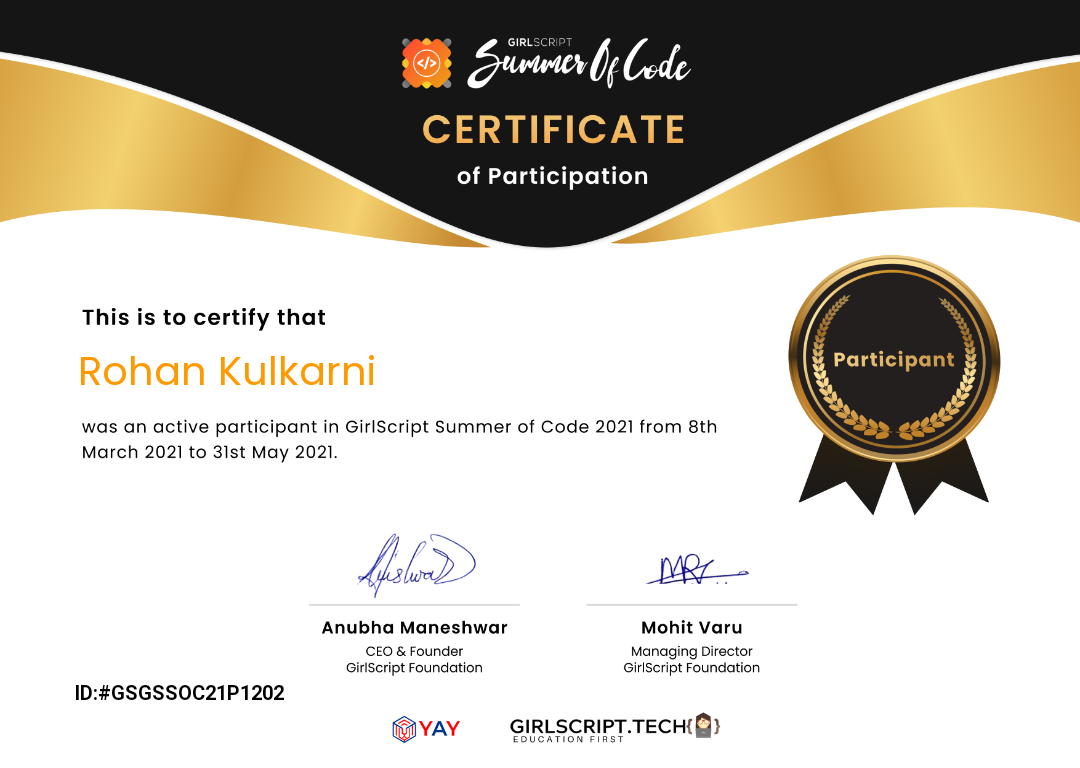 GIRLSCRIPT
Summer Of Code
CERTIFICATE
of Participation
This is to certify that
Rohan Kulkarni
Participant
was an active participant in GirlScript Summer of Code 2021 from 8th
March 2021 to 31st May 2021.
Anubha Maneshwar
CEO & Founder
GirlScript Foundation
Mohit Varu
Managing Director
GirlScript Foundation
ID:#GSGSSOC21P1202
YAY
GIRLSCRIPT.TECH
EDUCATION FIRST